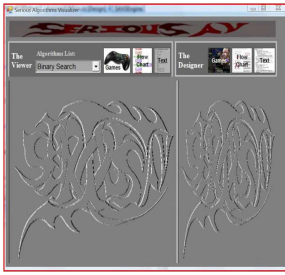 Serious Algorithms Visualizer
SERIOUSAV
The Viewer
Algorithms List:
Binary Search
Games
Flow Chart
Text
The Designer
Games
Flow Chart
Text